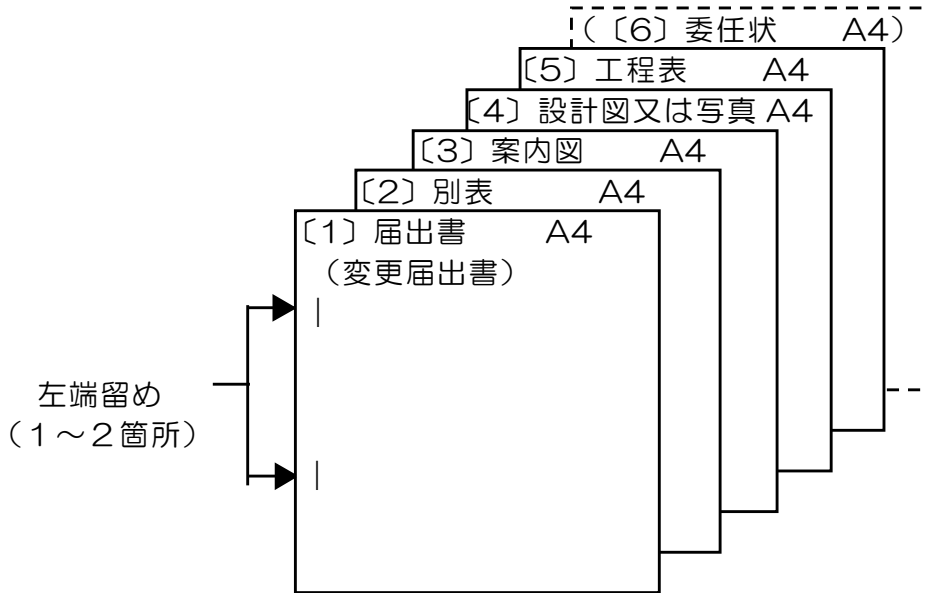 （〔6〕委任状　　A4）
〔5〕工程表　　A4
〔4〕設計図又は写真 A4
〔3〕案内図　　A4
〔2〕別表　　　A4
〔1〕届出書　　A4
（変更届出書）
左端留め
（１～２箇所）